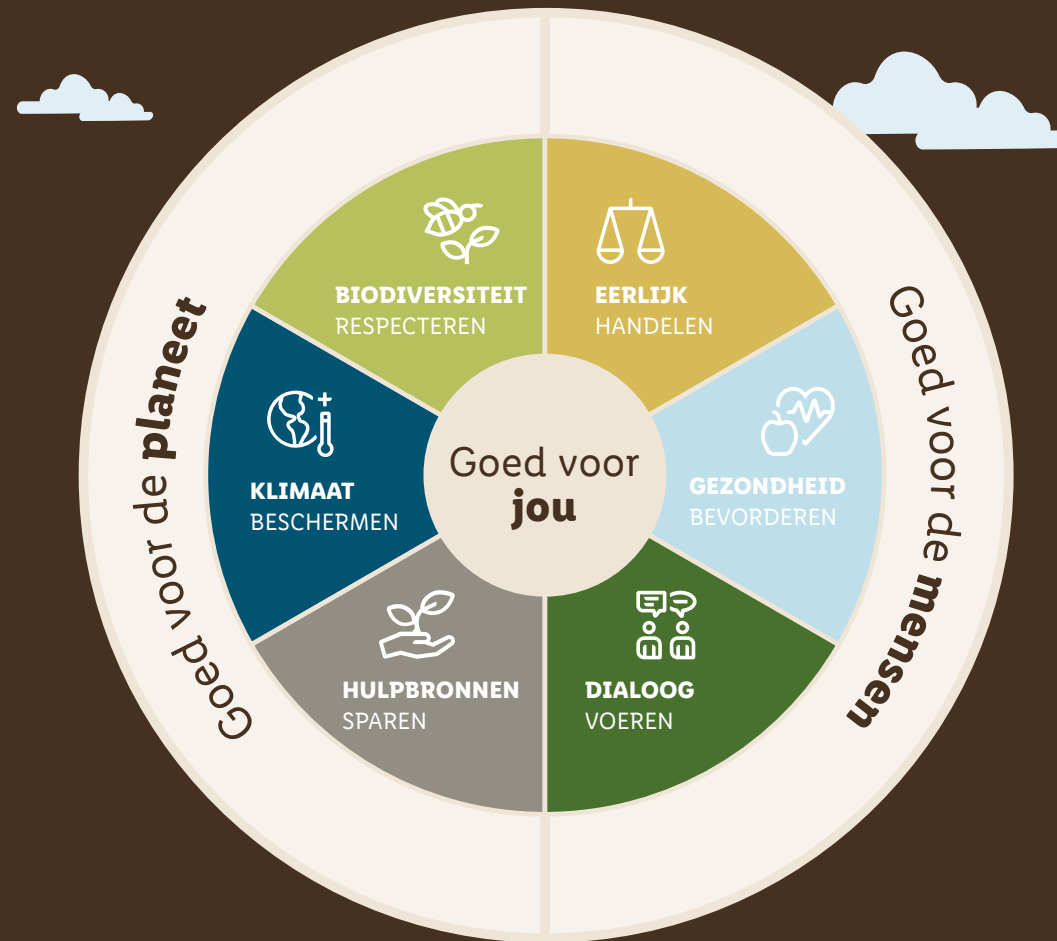 Goed voor de planeet
BIODIVERSITEIT
RESPECTEREN
EERLIJK
HANDELEN
KLIMAAT
BESCHERMEN
Goed voor
jou
GEZONDHEID
BEVORDEREN
HULPBRONNEN
SPAREN
DIALOOG
VOEREN
Goed voor de mensen